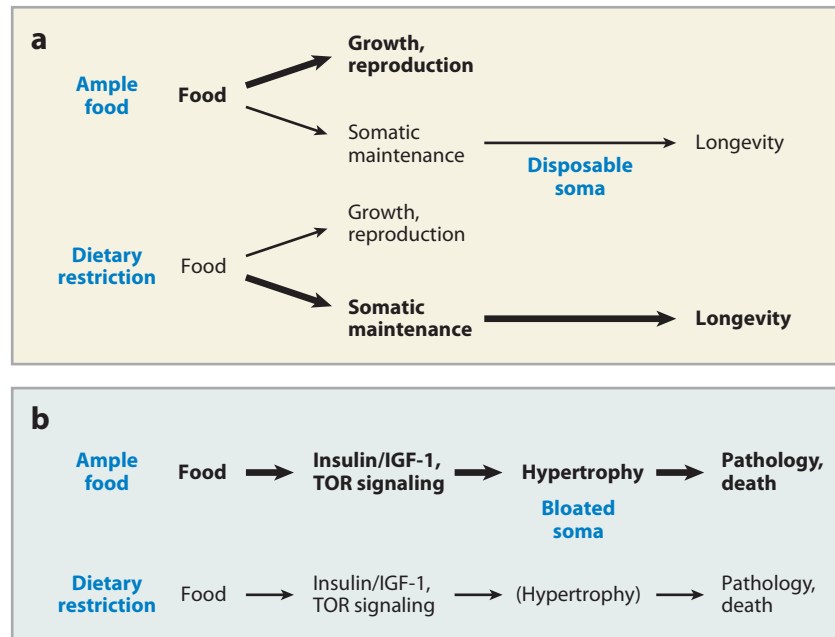 a
Growth,
reproduction
Ample
food
Food
Somatic
maintenance
Longevity
Disposable
soma
Growth,
reproduction
Dietary
restriction
Food
Somatic
maintenance
Longevity
b
Ample
food
Food
Insulin/IGF-1,
TOR signaling
Hypertrophy
Pathology,
death
Bloated
soma
Dietary
restriction
Food
Insulin/IGF-1,
TOR signaling
(Hypertrophy)
Pathology,
death